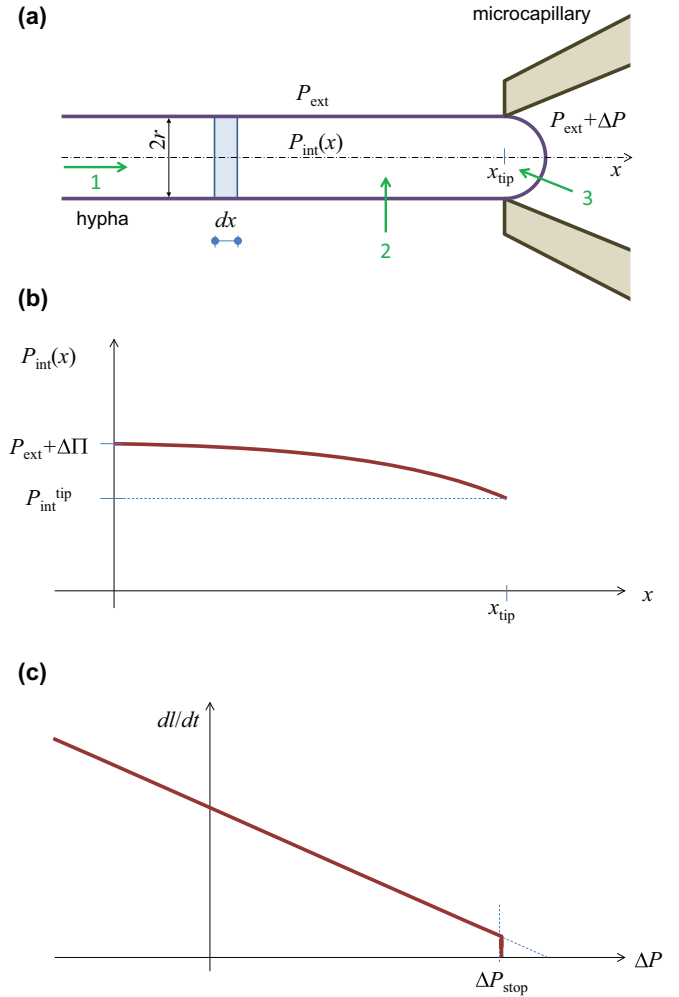 (a)
microcapillary
P_ext
P_ext+ΔP
2r
P_int(x)
x_tip
x
1
2
3
hypha
dx
(b)
P_int(x)
P_ext+ΔΠ
P_int^tip
x_tip
x
(c)
dl/dt
ΔP_stop
ΔP